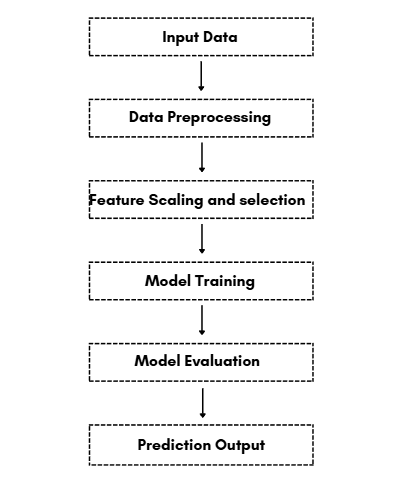 Input Data
Data Preprocessing
Feature Scaling and selection
Model Training
Model Evaluation
Prediction Output